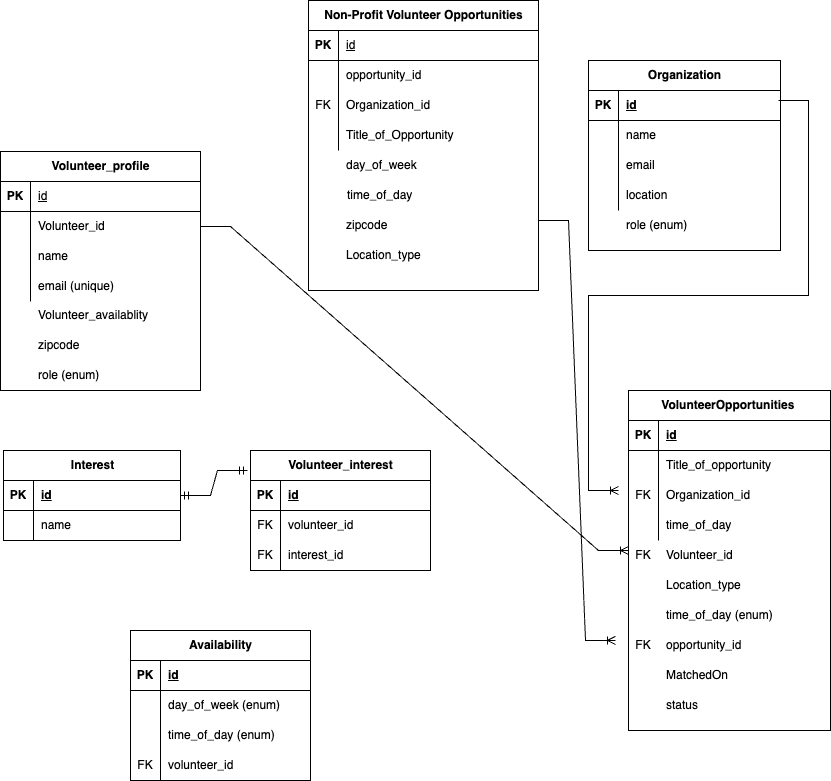 Non-Profit Volunteer Opportunities
PK id
opportunity_id
FK Organization_id
Title_of_Opportunity
day_of_week
time_of_day
zipcode
Location_type
Organization
PK id
name
email
location
role (enum)
Volunteer_profile
PK id
Volunteer_id
name
email (unique)
Volunteer_availablity
zipcode
role (enum)
VolunteerOpportunities
PK id
Title_of_opportunity
FK Organization_id
time_of_day
FK Volunteer_id
Location_type
time_of_day (enum)
FK opportunity_id
MatchedOn
status
Interest
PK id
name
Volunteer_interest
PK id
FK volunteer_id
FK interest_id
Availability
PK id
day_of_week (enum)
time_of_day (enum)
FK volunteer_id